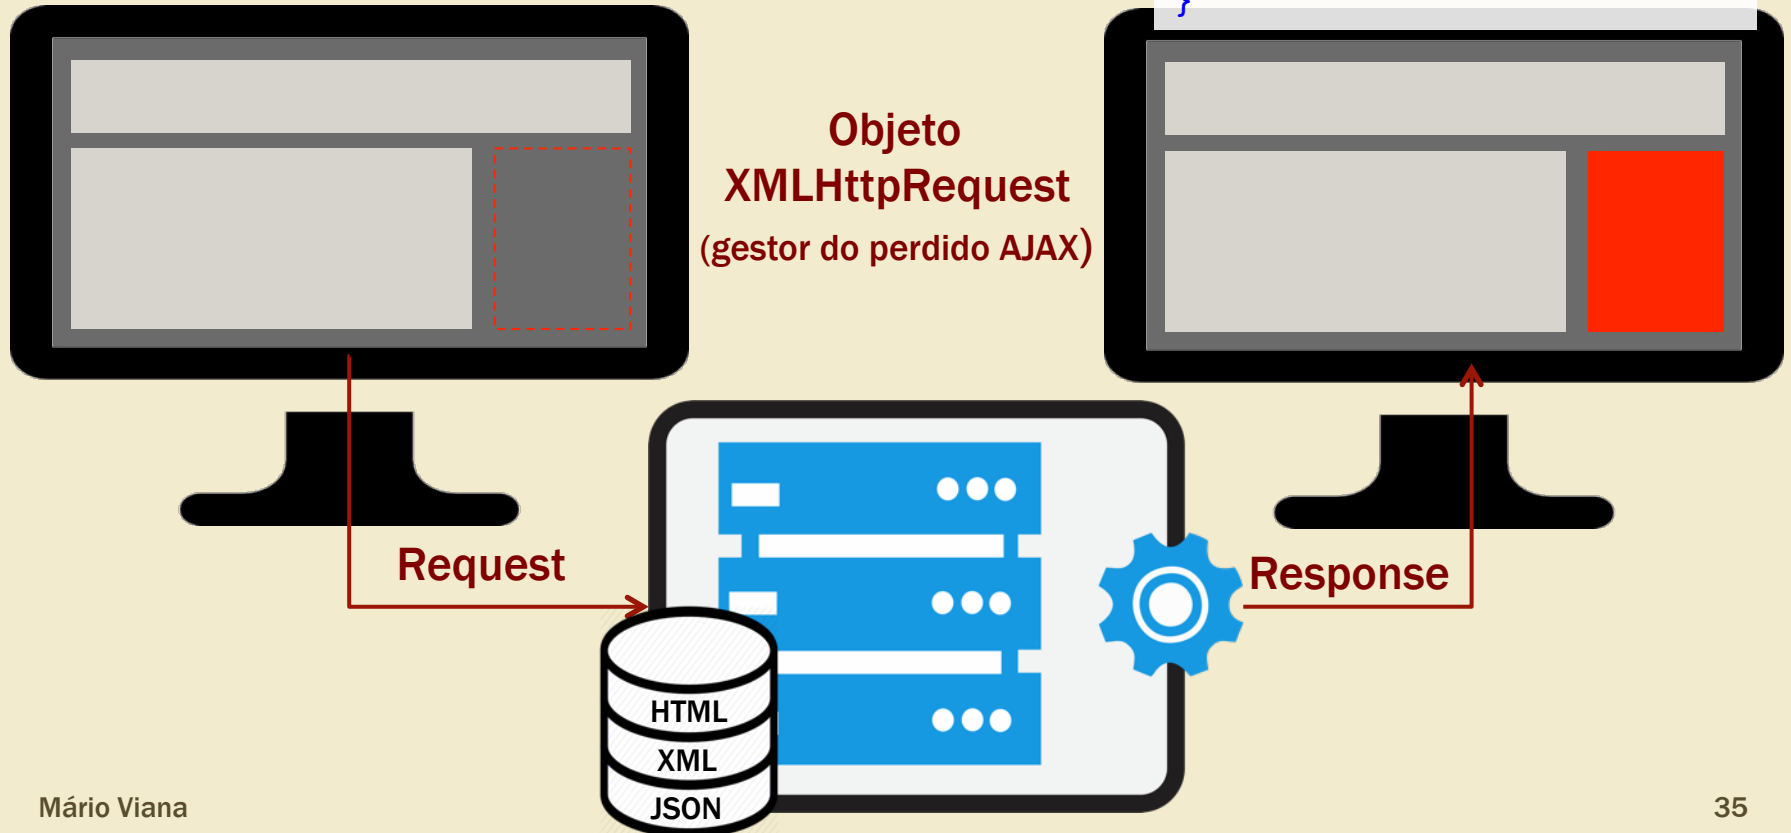 }
Objeto
XMLHttpRequest
(gestor do perdido AJAX)
Request
Response
HTML
XML
JSON
Mário Viana
35